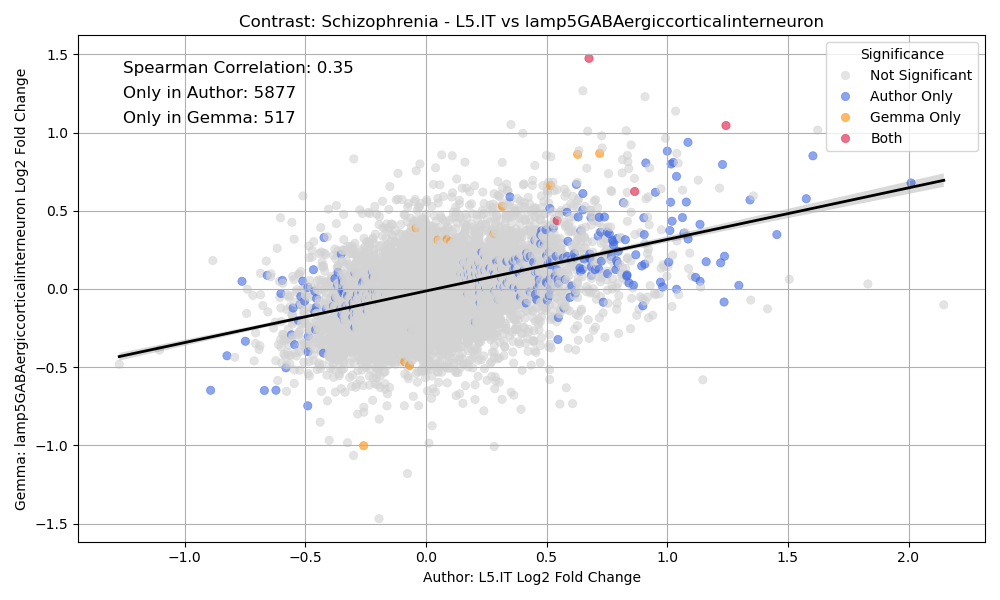 Contrast: Schizophrenia - L5.IT vs lamp5GABAergiccorticalinterneuron
Spearman Correlation: 0.35
Only in Author: 5877
Only in Gemma: 517
Significance
Not Significant
Author Only
Gemma Only
Both
Gemma: lamp5GABAergiccorticalinterneuron Log2 Fold Change
1.5
1.0
0.5
0.0
−0.5
−1.0
−1.5
−1.0
−0.5
0.0
0.5
1.0
1.5
2.0
Author: L5.IT Log2 Fold Change